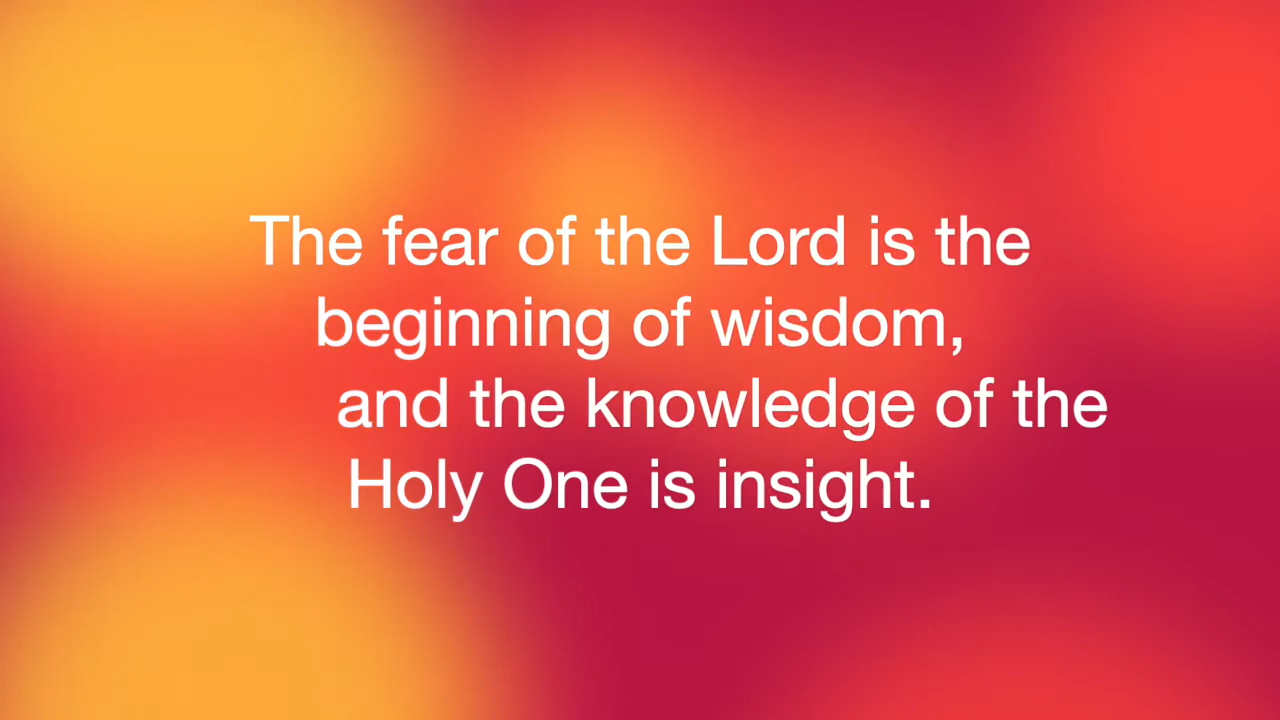 The fear of the Lord is the
beginning of wisdom,
and the knowledge of the
Holy One is insight.